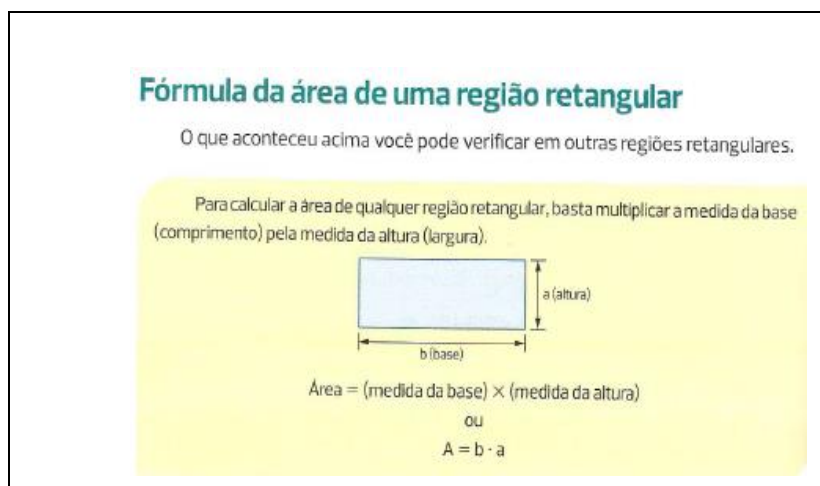 Fórmula da área de uma região retangular
O que aconteceu acima você pode verificar em outras regiões retangulares.
Para calcular a área de qualquer região retangular, basta multiplicar a medida da base
(comprimento) pela medida da altura (largura).
a (altura)
b (base)
Área = (medida da base) × (medida da altura)
ou
A = b · a